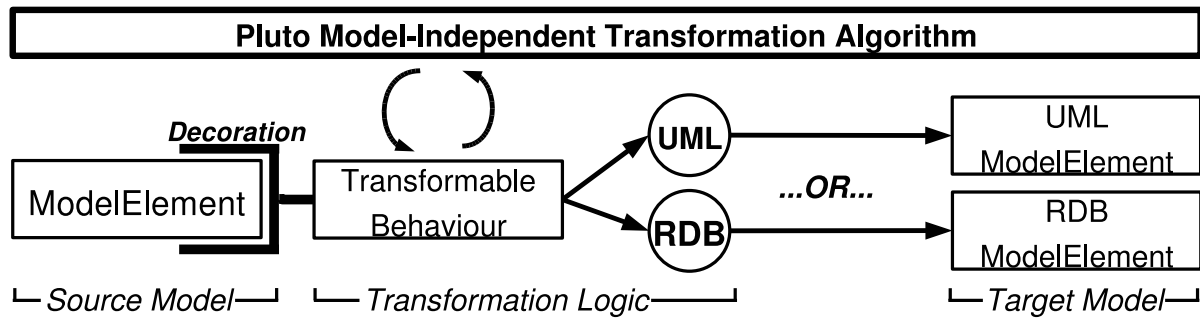 Pluto Model-Independent Transformation Algorithm
Decoration
ModelElement
Transformable
Behaviour
UML
RDB
...OR...
UML
ModelElement
RDB
ModelElement
Source Model
Transformation Logic
Target Model